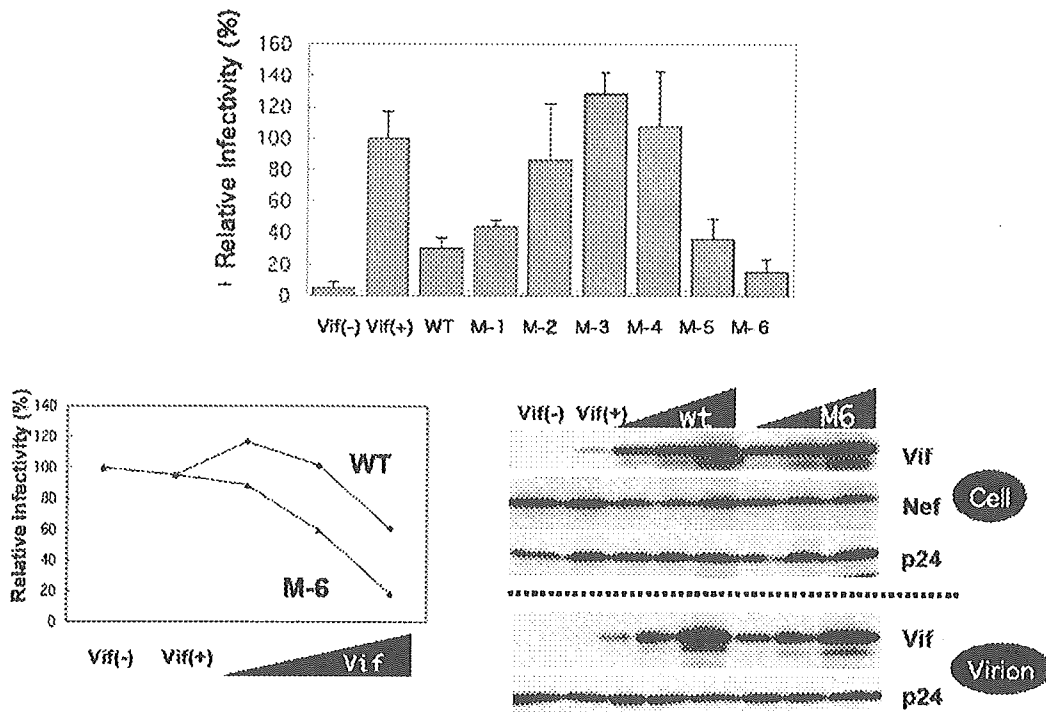 Relative Infectivity (%)
160
140
120
100
80
60
40
20
0
Vif(-) Vif(+) WT M-1 M-2 M-3 M-4 M-5 M-6
Relative Infectivity (%)
140
120
100
80
60
40
20
0
WT
M-6
Vif(-) Vif(+) Vif
Vif(-) Vif(+) wt M6
Vif
Nef
p24
Cell
Vif
p24
Virion